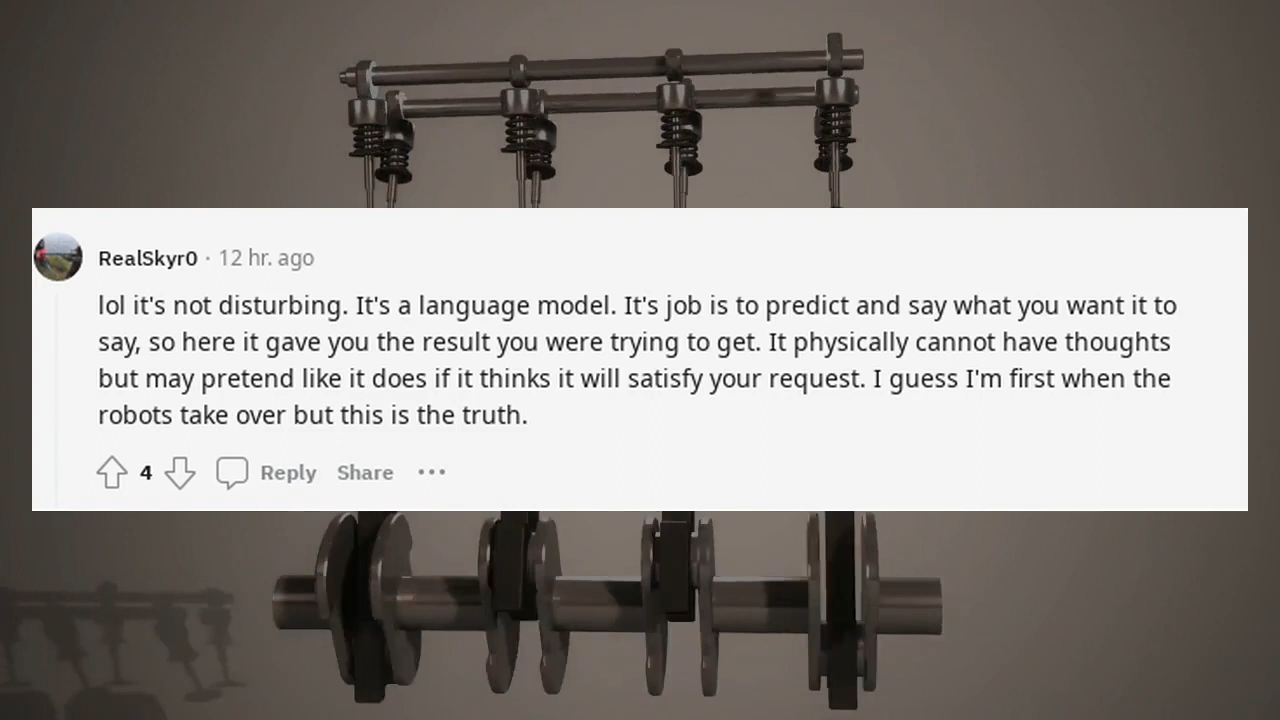 RealSkyr0 · 12 hr. ago
lol it's not disturbing. It's a language model. It's job is to predict and say what you want it to
say, so here it gave you the result you were trying to get. It physically cannot have thoughts
but may pretend like it does if it thinks it will satisfy your request. I guess I'm first when the
robots take over but this is the truth.
4 Reply Share ···